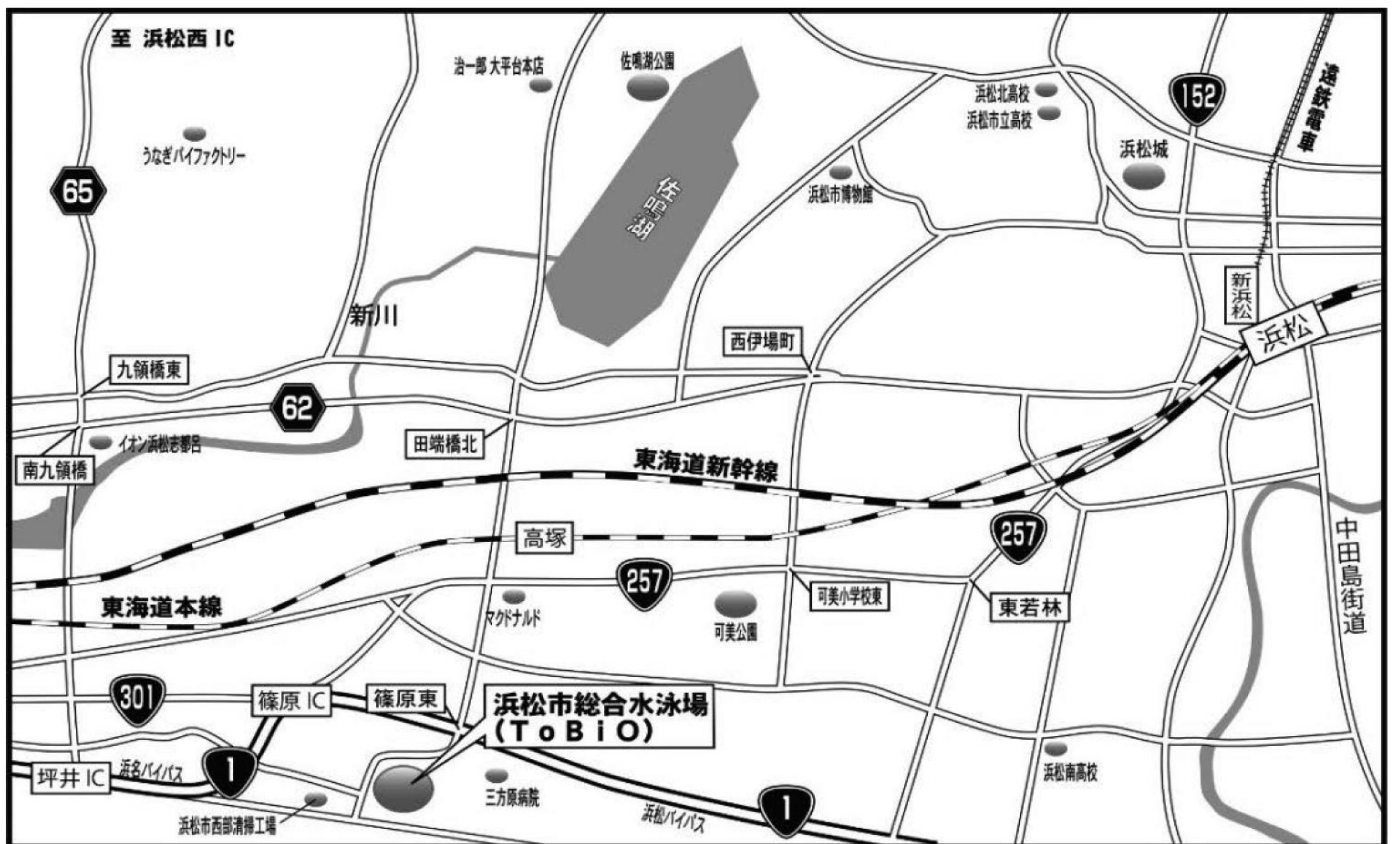 至 浜松西IC
治一郎 大平台本店
佐鳴湖公園
浜松北高校
浜松市立高校
152
遠鉄電車
うなぎパイファクトリー
浜松城
65
浜松市博物館
佐鳴湖
新川
新浜松
浜松
西伊場町
九領橋東
62
イオン浜松志都呂
田端橋北
南九領橋
東海道新幹線
高塚
257
257
中田島街道
東海道本線
マクドナルド
可美公園
可美小学校東
東若林
301
篠原IC
篠原東
浜松市総合水泳場
(ToBiO)
坪井IC
浜名バイパス
1
三方原病院
浜松南高校
浜松市西部清掃工場
浜松バイパス
1